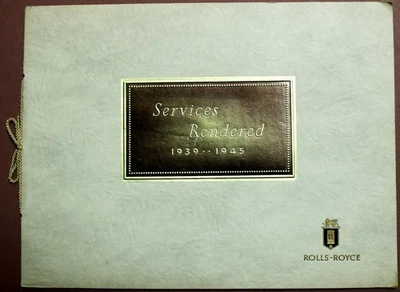 Services
Rendered
1939··1945
ROLLS-ROYCE